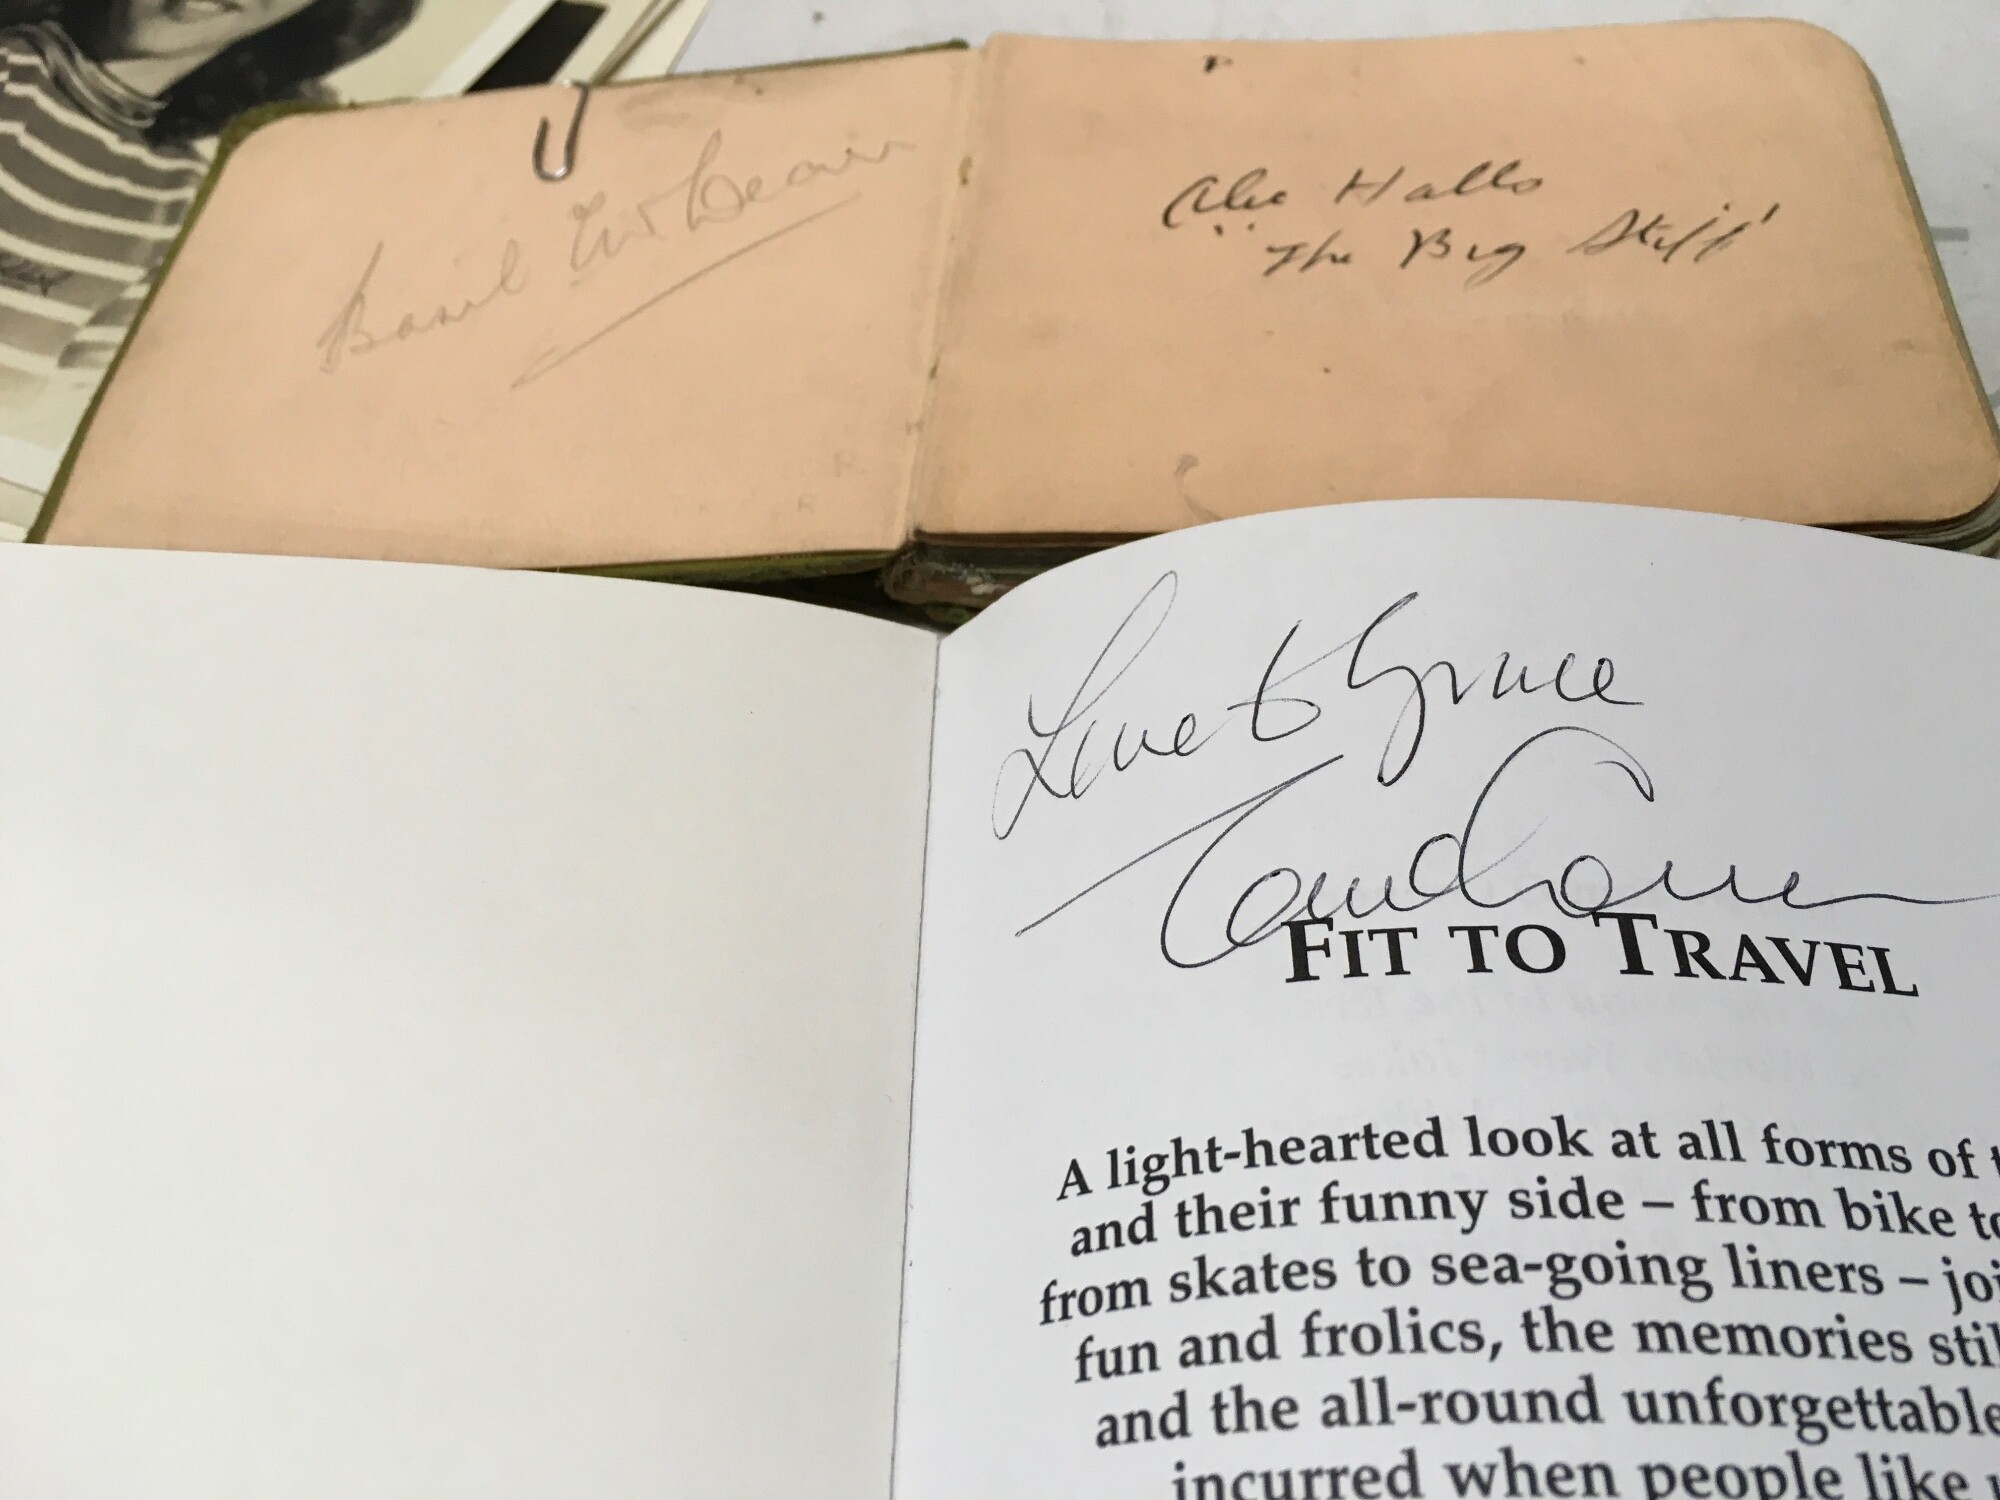 Basil
Alec Halls
"The Big Stiff"
Love to Grace
FIT TO TRAVEL
A light-hearted look at all forms of
and their funny side – from bike
from skates to sea-going liners –
fun and frolics, the memories
and the all-round unforgettable
incurred when people like